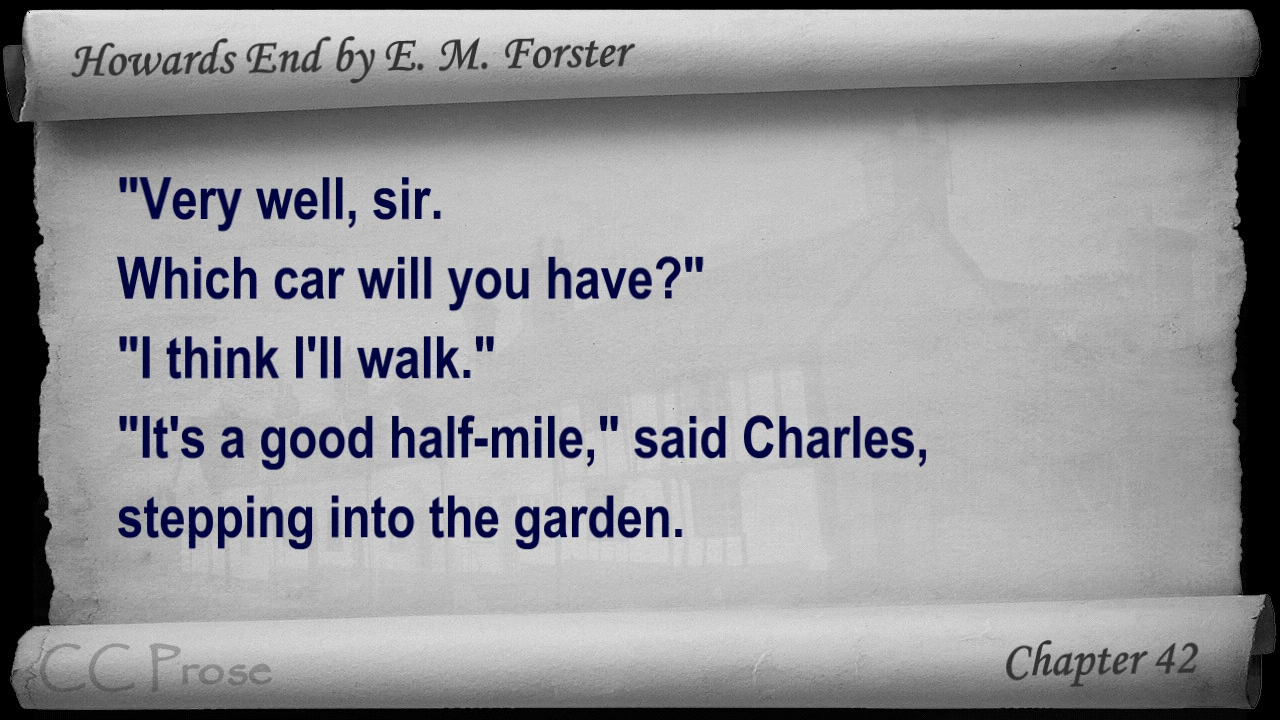 Howards End by E. M. Forster
"Very well, sir.
Which car will you have?"
"I think I'll walk."
"It's a good half-mile," said Charles,
stepping into the garden.
CC Prose
Chapter 42